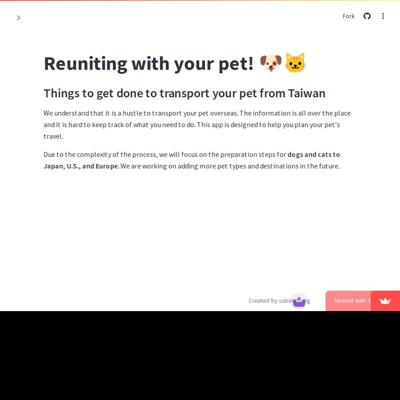 Fork
Reuniting with your pet! 🐶🐱
Things to get done to transport your pet from Taiwan
We understand that it is a hustle to transport your pet overseas. The information is all over the place
and it is hard to keep track of what you need to do. This app is designed to help you plan your pet's
travel.
Due to the complexity of the process, we will focus on the preparation steps for dogs and cats to
Japan, U.S., and Europe. We are working on adding more pet types and destinations in the future.
Created by
Hosted with